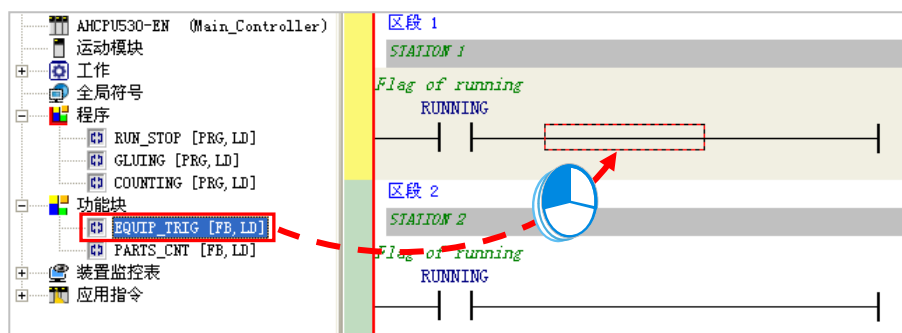 AHCPU530-EN (Main_Controller)
运动模块
工作
全局符号
程序
RUN_STOP [PRG,LD]
GLUING [PRG,LD]
COUNTING [PRG,LD]
功能块
EQUIP_TRIG [FB,LD]
PARTS_CNT [FB,LD]
装置监控表
应用指令
区段 1
STATION 1
Flag of running
RUNNING
区段 2
STATION 2
Flag of running
RUNNING